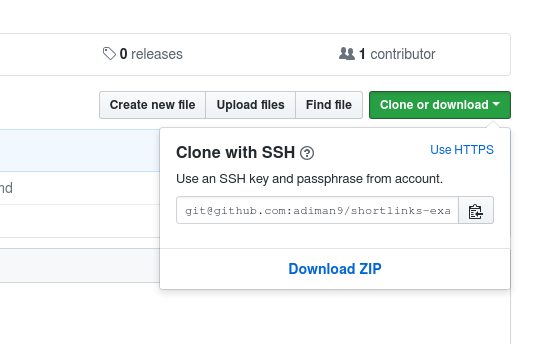 0 releases
1 contributor
Create new file
Upload files
Find file
Clone or download
Clone with SSH
Use HTTPS
nd
Use an SSH key and passphrase from account.
git@github.com:adiman9/shortlinks-exa
Download ZIP